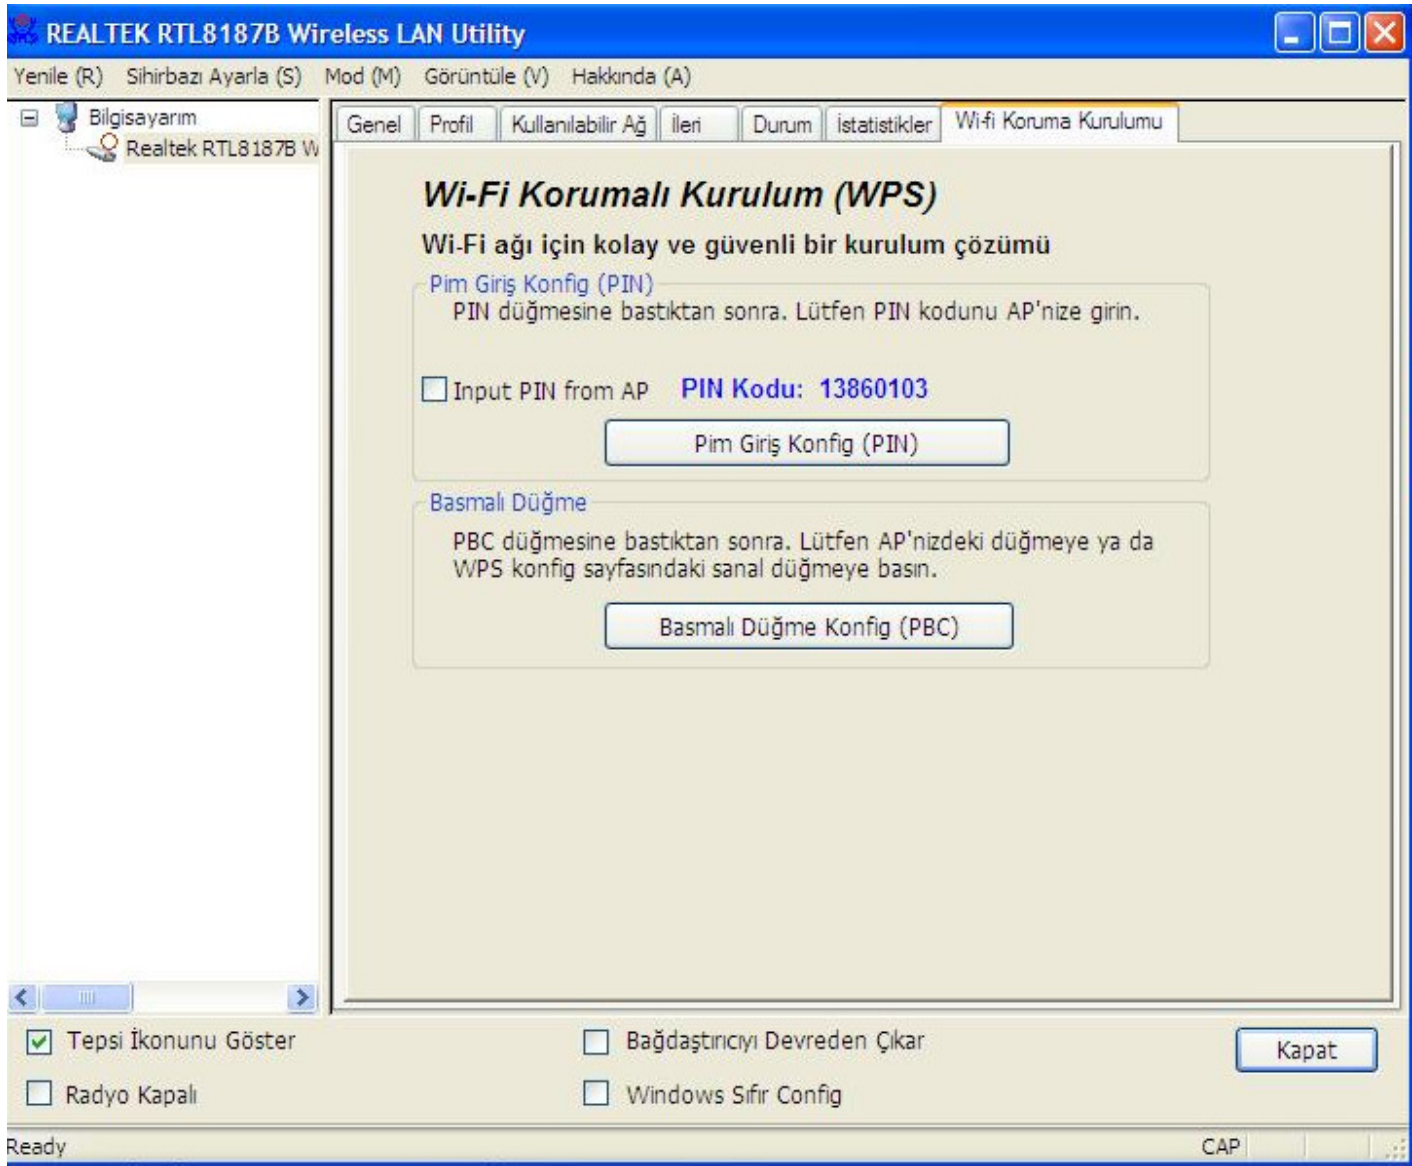 REALTEK RTL8187B Wireless LAN Utility
Yenile (R) Sihirbazı Ayarla (S) Mod (M) Görüntüle (V) Hakkında (A)
Bilgisayarım
Realtek RTL8187B W
Genel Profil Kullanılabilir Ağ İleri Durum İstatistikler Wi-fi Koruma Kurulumu
Wi-Fi Korumalı Kurulum (WPS)
Wi-Fi ağı için kolay ve güvenli bir kurulum çözümü
Pim Giriş Konfig (PIN)
PIN düğmesine bastıktan sonra. Lütfen PIN kodunu AP'nize girin.
Input PIN from AP PIN Kodu: 13860103
Pim Giriş Konfig (PIN)
Basmalı Düğme
PBC düğmesine bastıktan sonra. Lütfen AP'nizdeki düğmeye ya da
WPS konfig sayfasındaki sanal düğmeye basın.
Basmalı Düğme Konfig (PBC)
Tepsi İkonunu Göster
Bağdaştırıcıyı Devreden Çıkar
Kapat
Radyo Kapalı
Windows Sıfır Config
Ready CAP